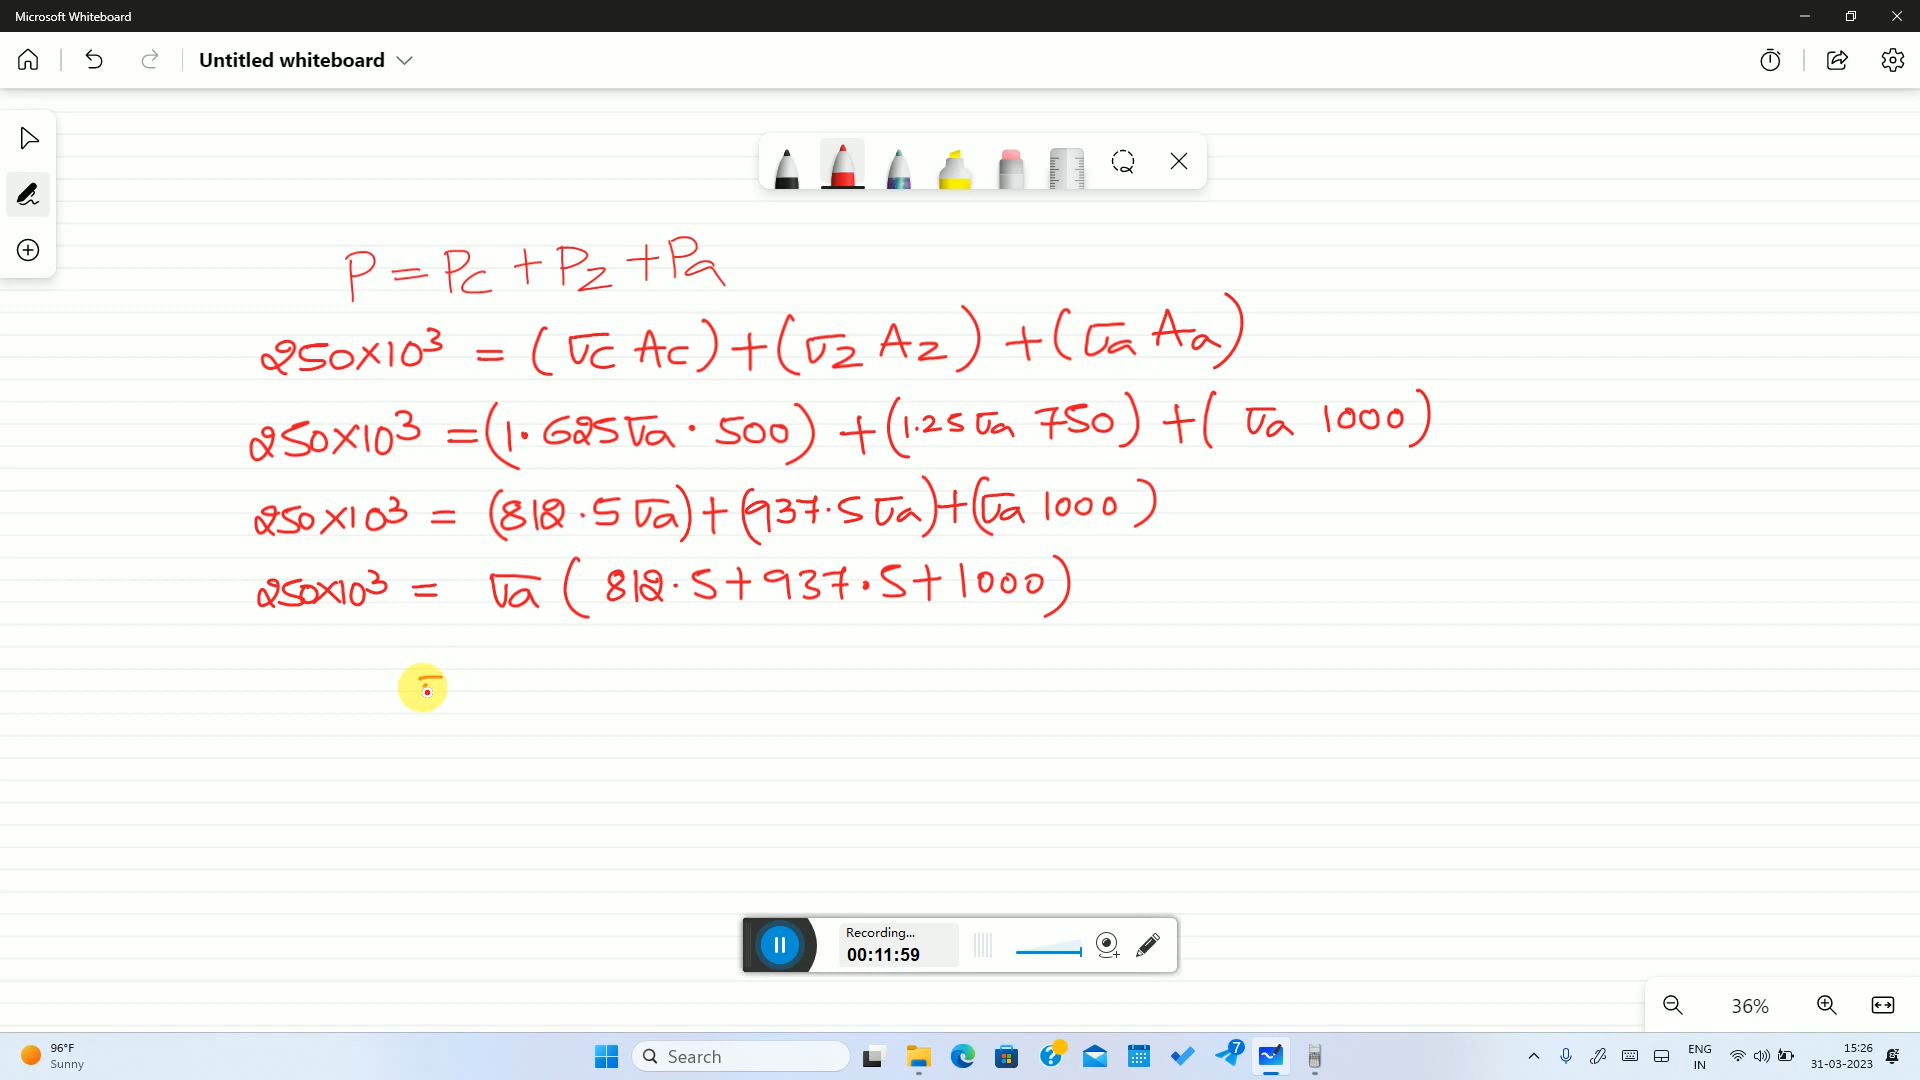 Microsoft Whiteboard
Untitled whiteboard
P = Pc + Pz + Pa
250×10³ = (σc Ac) + (σz Az) + (σa Aa)
250×10³ = (1.625σa · 500) + (1.25σa 750) + (σa 1000)
250×10³ = (812.5 σa) + (937.5 σa) + (σa 1000)
250×10³ = σa (812.5 + 937.5 + 1000)
Recording...
00:11:59
36%
96°F
Sunny
Search
7
ENG
IN
15:26
31-03-2023